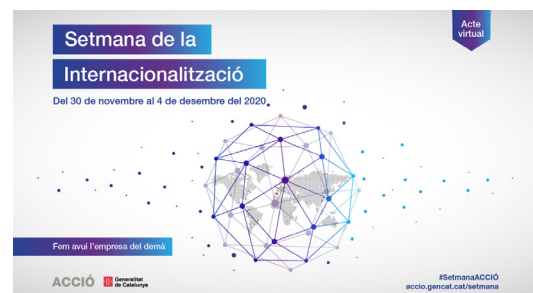 Acte
virtual
Setmana de la
Internacionalització
Del 30 de novembre al 4 de desembre del 2020
Fem avui l'empresa del demà
ACCIÓ
Generalitat
de Catalunya
#SetmanaACCIÓ
accio.gencat.cat/setmana